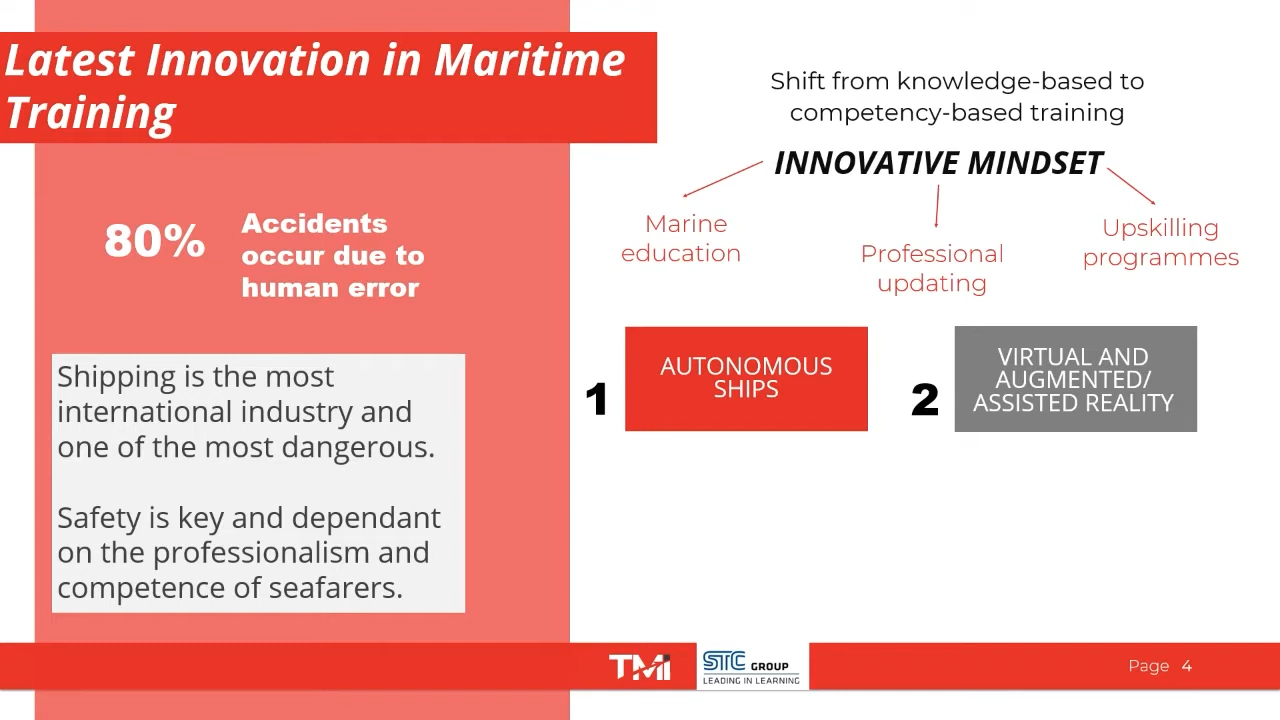 Latest Innovation in Maritime
Training
80%
Accidents
occur due to
human error
Shipping is the most
international industry and
one of the most dangerous.
Safety is key and dependant
on the professionalism and
competence of seafarers.
Shift from knowledge-based to
competency-based training
INNOVATIVE MINDSET
Marine
education
Professional
updating
Upskilling
programmes
1
AUTONOMOUS
SHIPS
2
VIRTUAL AND
AUGMENTED/
ASSISTED REALITY
TMi
STC GROUP
LEADING IN LEARNING
Page 4